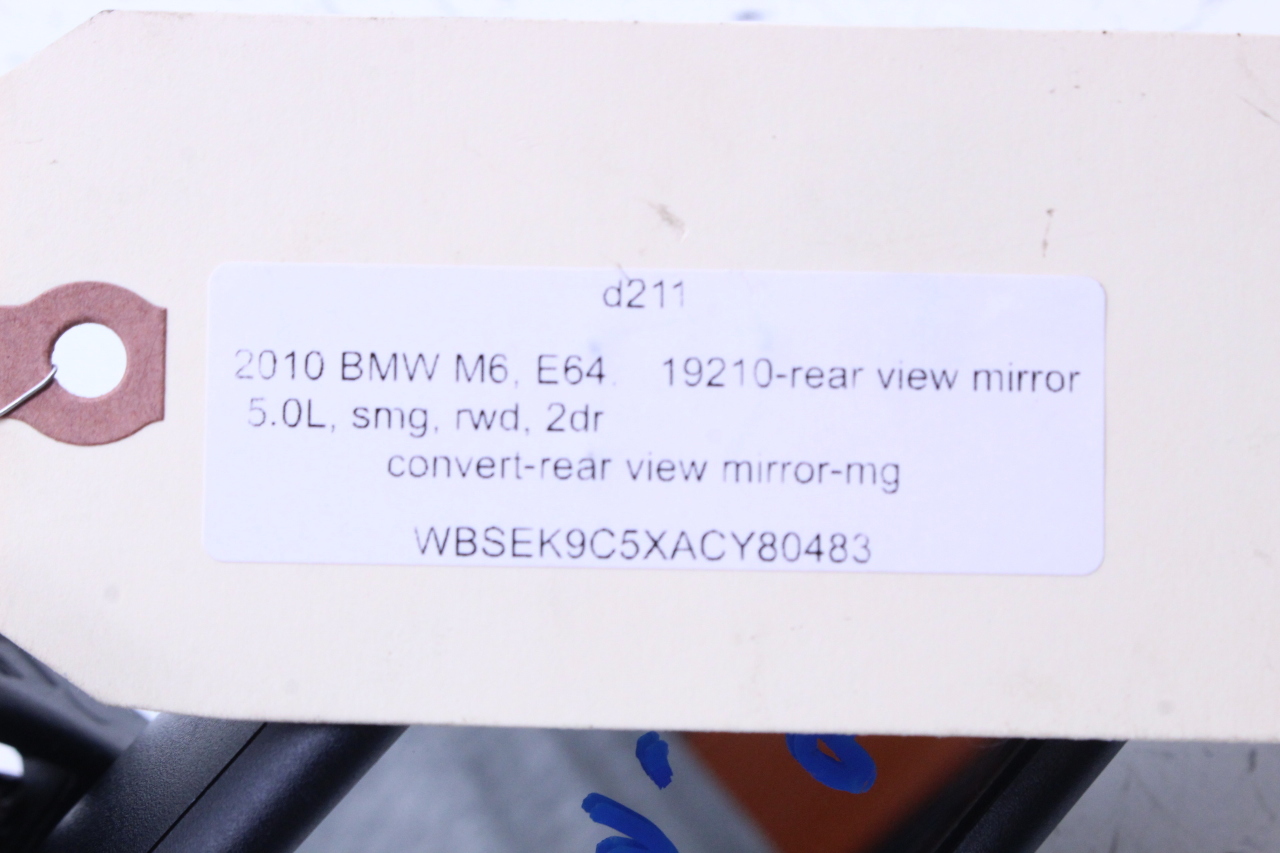 d211
2010 BMW M6, E64. 19210-rear view mirror
5.0L, smg, rwd, 2dr
convert-rear view mirror-mg
WBSEK9C5XACY80483